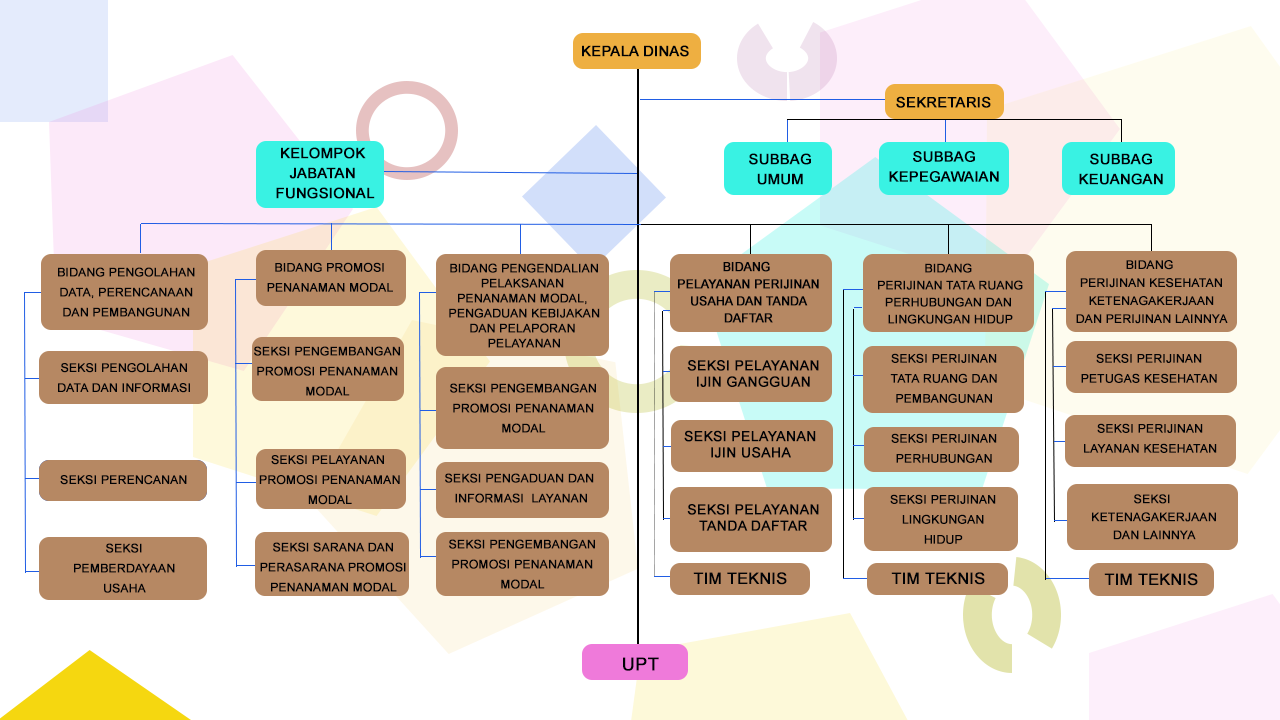 KEPALA DINAS
SEKRETARIS
KELOMPOK
JABATAN
FUNGSIONAL
SUBBAG
UMUM
SUBBAG
KEPEGAWAIAN
SUBBAG
KEUANGAN
BIDANG PENGOLAHAN
DATA, PERENCANAAN
DAN PEMBANGUNAN
SEKSI PENGOLAHAN
DATA DAN INFORMASI
SEKSI PERENCANAN
SEKSI
PEMBERDAYAAN
USAHA
BIDANG PROMOSI
PENANAMAN MODAL
SEKSI PENGEMBANGAN
PROMOSI PENANAMAN
MODAL
SEKSI PELAYANAN
PROMOSI PENANAMAN
MODAL
SEKSI SARANA DAN
PERASARANA PROMOSI
PENANAMAN MODAL
BIDANG PENGENDALIAN
PELAKSANAN
PENANAMAN MODAL,
PENGADUAN KEBIJAKAN
DAN PELAPORAN
PELAYANAN
SEKSI PENGEMBANGAN
PROMOSI PENANAMAN
MODAL
SEKSI PENGADUAN DAN
INFORMASI LAYANAN
SEKSI PENGEMBANGAN
PROMOSI PENANAMAN
MODAL
BIDANG
PELAYANAN PERIJINAN
USAHA DAN TANDA
DAFTAR
SEKSI PELAYANAN
IJIN GANGGUAN
SEKSI PELAYANAN
IJIN USAHA
SEKSI PELAYANAN
TANDA DAFTAR
TIM TEKNIS
BIDANG
PERIJINAN TATA RUANG
PERHUBUNGAN DAN
LINGKUNGAN HIDUP
SEKSI PERIJINAN
TATA RUANG DAN
PEMBANGUNAN
SEKSI PERIJINAN
PERHUBUNGAN
SEKSI PERIJINAN
LINGKUNGAN
HIDUP
TIM TEKNIS
BIDANG
PERIJINAN KESEHATAN
KETENAGAKERJAAN
DAN PERIJINAN LAINNYA
SEKSI PERIJINAN
PETUGAS KESEHATAN
SEKSI PERIJINAN
LAYANAN KESEHATAN
SEKSI
KETENAGAKERJAAN
DAN LAINNYA
TIM TEKNIS
UPT